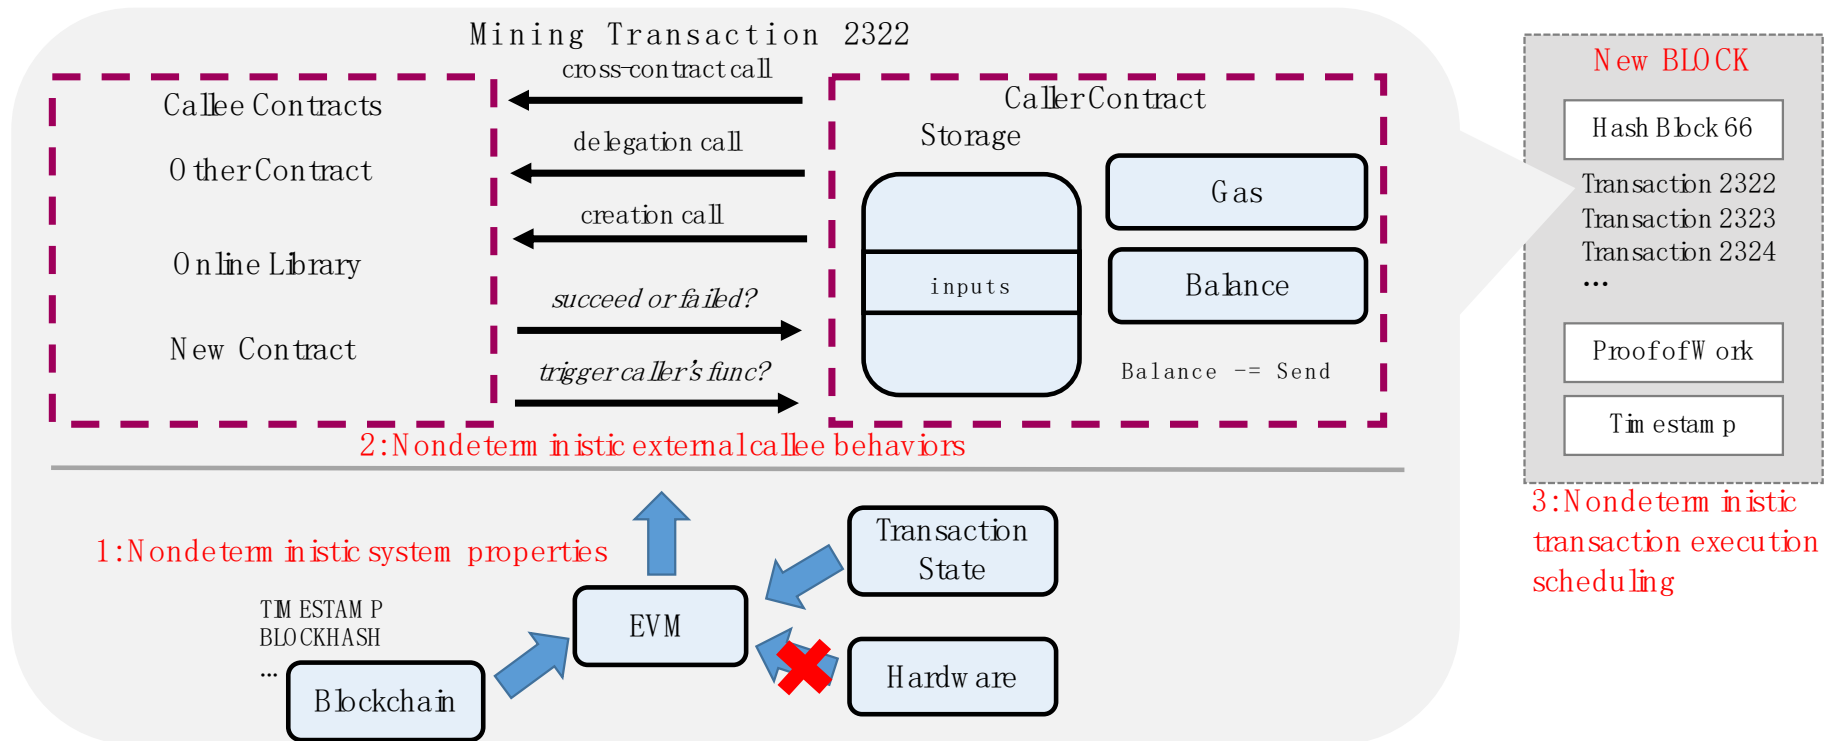 Mining Transaction 2322
cross-contract call
Callee Contracts
Other Contract
Online Library
New Contract
delegation call
creation call
succeed or failed?
trigger caller's func?
Caller Contract
Storage
inputs
Gas
Balance
Balance -= Send
2:Nondeterministic external callee behaviors
1:Nondeterministic system properties
TIMESTAMP
BLOCKHASH
...
Blockchain
EVM
Transaction
State
Hardware
New BLOCK
Hash Block 66
Transaction 2322
Transaction 2323
Transaction 2324
...
Proof of Work
Timestamp
3:Nondeterministic
transaction execution
scheduling